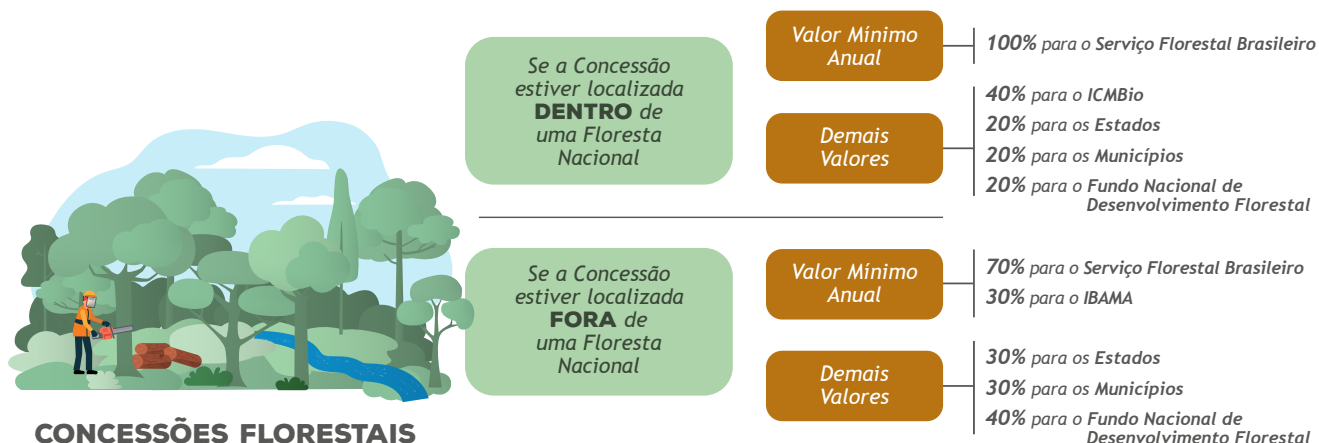 Se a Concessão
estiver localizada
DENTRO de
uma Floresta
Nacional
Valor Mínimo
Anual
100% para o Serviço Florestal Brasileiro
Demais
Valores
40% para o ICMBio
20% para os Estados
20% para os Municípios
20% para o Fundo Nacional de
Desenvolvimento Florestal
Se a Concessão
estiver localizada
FORA de
uma Floresta
Nacional
Valor Mínimo
Anual
70% para o Serviço Florestal Brasileiro
30% para o IBAMA
Demais
Valores
30% para os Estados
30% para os Municípios
40% para o Fundo Nacional de
Desenvolvimento Florestal
CONCESSÕES FLORESTAIS